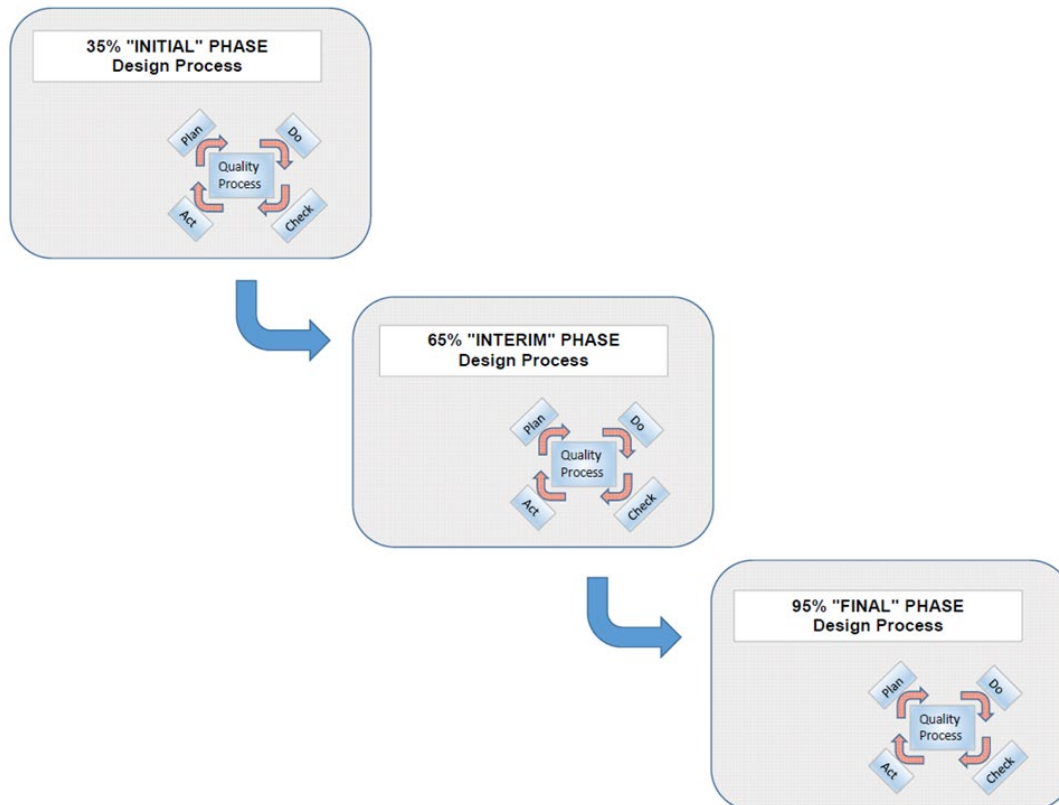 35% "INITIAL" PHASE
Design Process
Plan
Do
Quality
Process
Act
Check
65% "INTERIM" PHASE
Design Process
Plan
Do
Quality
Process
Act
Check
95% "FINAL" PHASE
Design Process
Plan
Do
Quality
Process
Act
Check